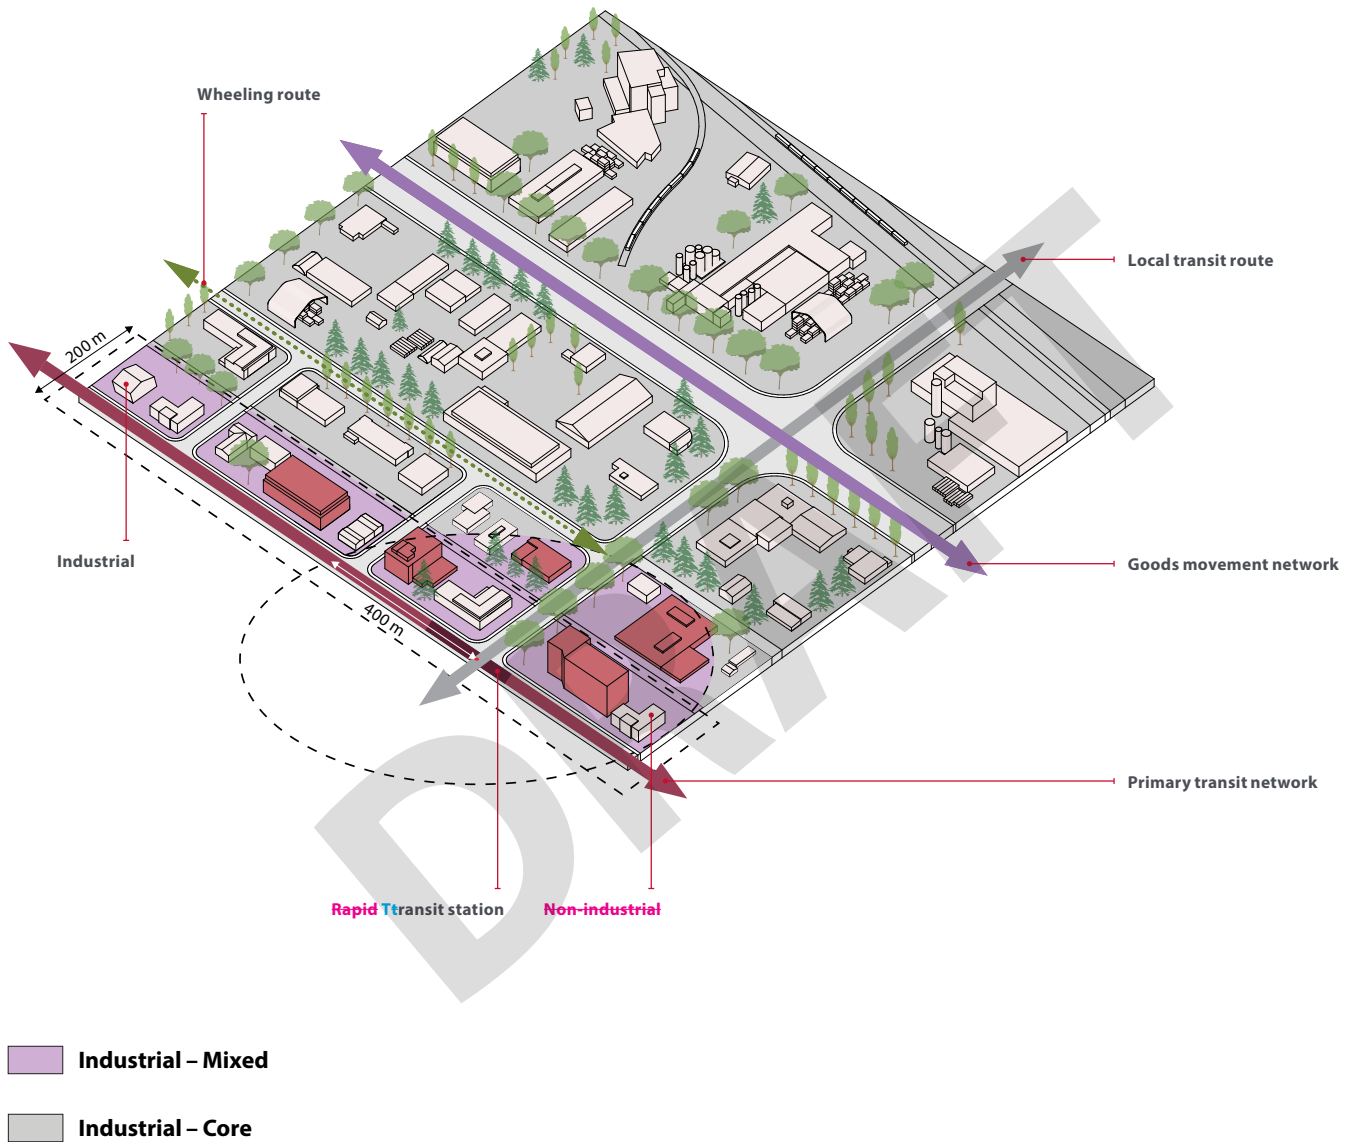 Wheeling route
200 m
Local transit route
Industrial
Goods movement network
400 m
Primary transit network
Rapid Ttransit station
Non-industrial
DRAFT
Industrial – Mixed
Industrial – Core